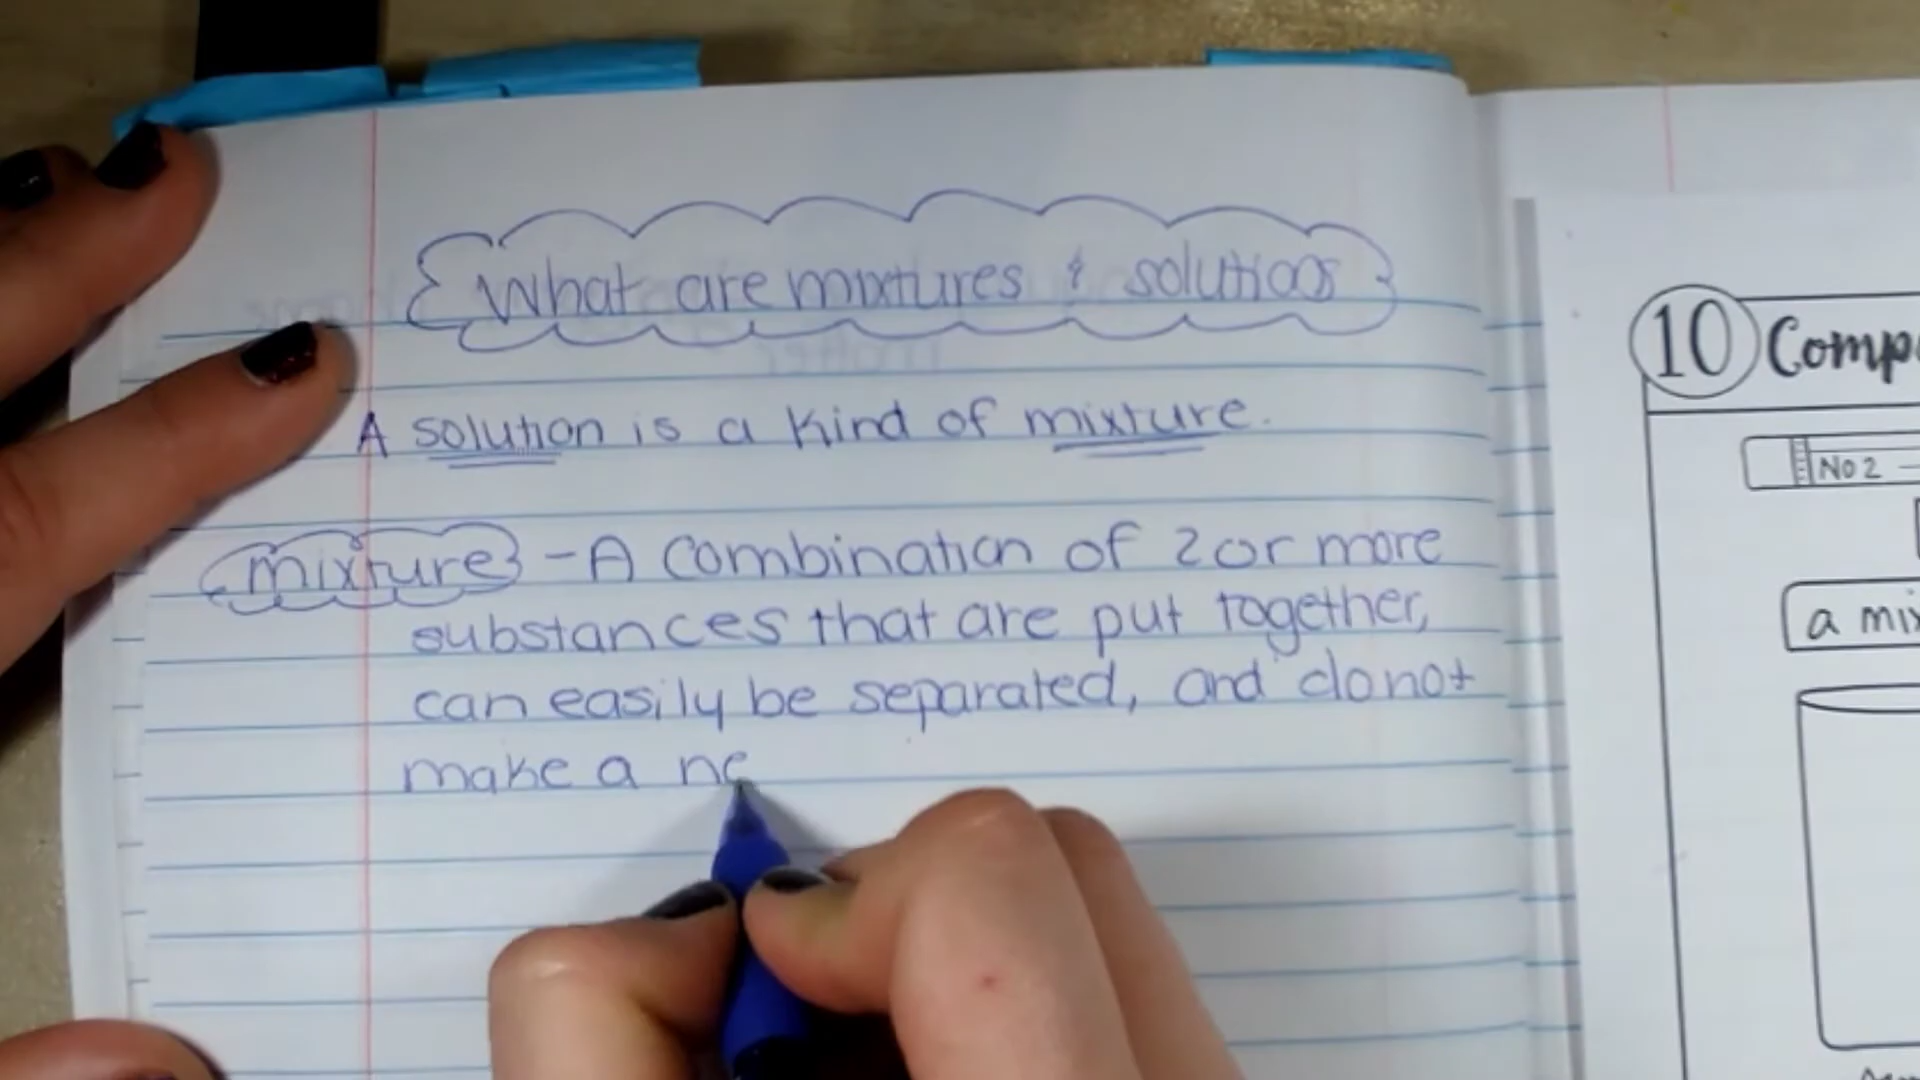 What are mixtures & solutions
A solution is a kind of mixture.
mixture - A combination of 2 or more
substances that are put together,
can easily be separated, and do not
make a ne
10 Comp
No 2
a mix